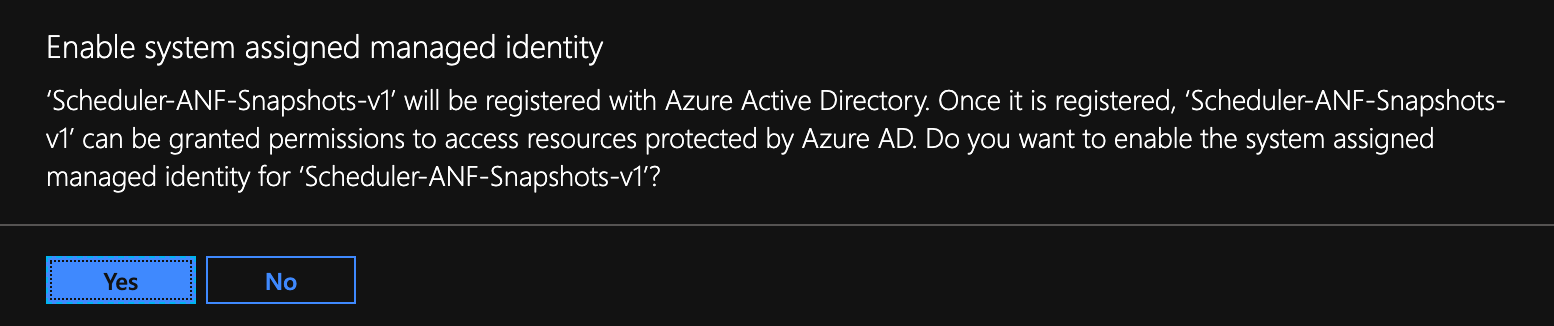 Enable system assigned managed identity
‘Scheduler-ANF-Snapshots-v1’ will be registered with Azure Active Directory. Once it is registered, ‘Scheduler-ANF-Snapshots-
v1’ can be granted permissions to access resources protected by Azure AD. Do you want to enable the system assigned
managed identity for ‘Scheduler-ANF-Snapshots-v1’?
Yes No